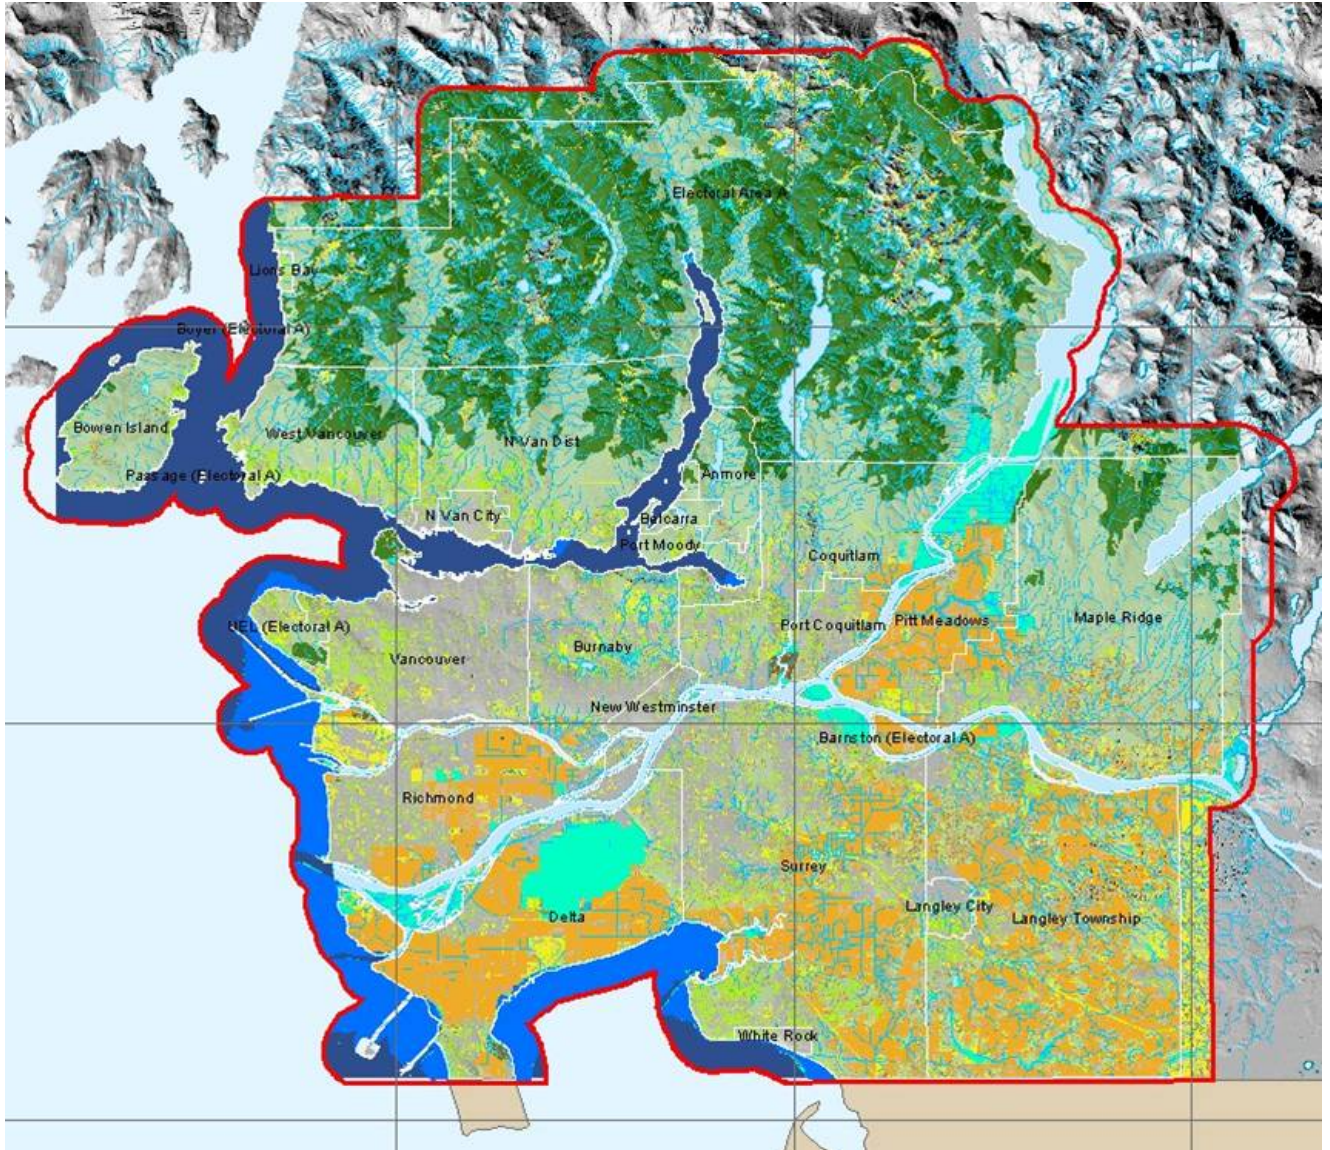 Electoral Area A
Lions Bay
Boyer (Electoral A)
Bowen Island
West Vancouver
N Van Dist
Passage (Electoral A)
Anmore
N Van City
Belcarra
Port Moody
Coquitlam
UEL (Electoral A)
Vancouver
Burnaby
Port Coquitlam
Pitt Meadows
Maple Ridge
New Westminster
Barnston (Electoral A)
Richmond
Surrey
Delta
Langley City
Langley Township
White Rock